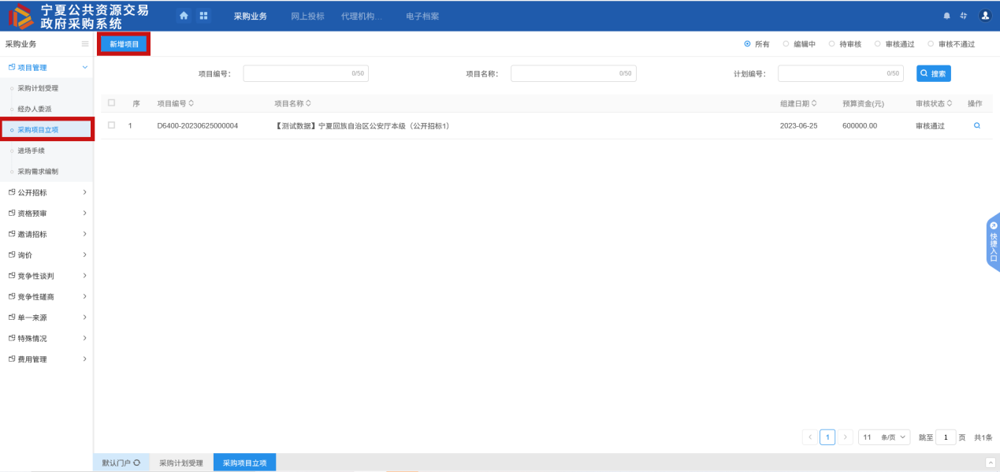 宁夏公共资源交易
政府采购系统
采购业务 网上投标 代理机构... 电子档案
采购业务
新增项目
所有 编辑中 待审核 审核通过 审核不通过
项目管理
采购计划受理
经办人委派
采购项目立项
进场手续
采购需求编制
公开招标
资格预审
邀请招标
询价
竞争性谈判
竞争性磋商
单一来源
特殊情况
费用管理
项目编号: 0/50 项目名称: 0/50 计划编号: 0/50 搜索
序 项目编号 项目名称 组建日期 预算资金(元) 审核状态 操作
1 D6400-20230625000004 【测试数据】宁夏回族自治区公安厅本级（公开招标1） 2023-06-25 600000.00 审核通过
快捷入口
1 11 条/页 跳至 1 页 共1条
默认门户 采购计划受理 采购项目立项